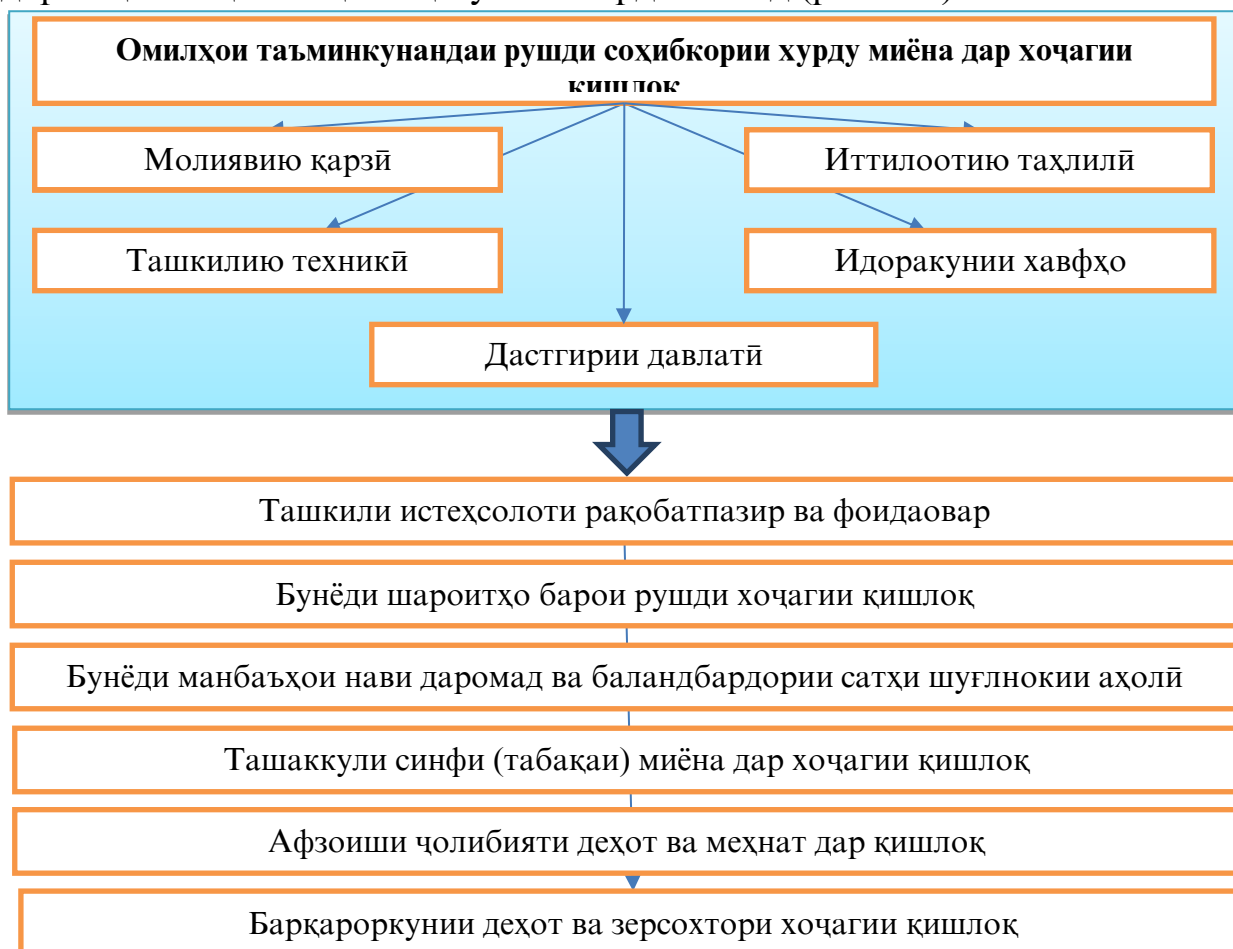 Омилҳои таъминкунандаи рушди соҳибкории хурду миёна дар хоҷагии
қишлоқ
Молиявию қарзӣ
Иттилоотию таҳлилӣ
Ташкилию техникӣ
Идоракунии хавфҳо
Дастгирии давлатӣ
Ташкили истеҳсолоти рақобатпазир ва фоидаовар
Бунёди шароитҳо барои рушди хоҷагии қишлоқ
Бунёди манбаъҳои нави даромад ва баландбардории сатҳи шуғлнокии аҳолӣ
Ташаккули синфи (табақаи) миёна дар хоҷагии қишлоқ
Афзоиши ҷолибияти деҳот ва меҳнат дар қишлоқ
Барқароркунии деҳот ва зерсохтори хоҷагии қишлоқ